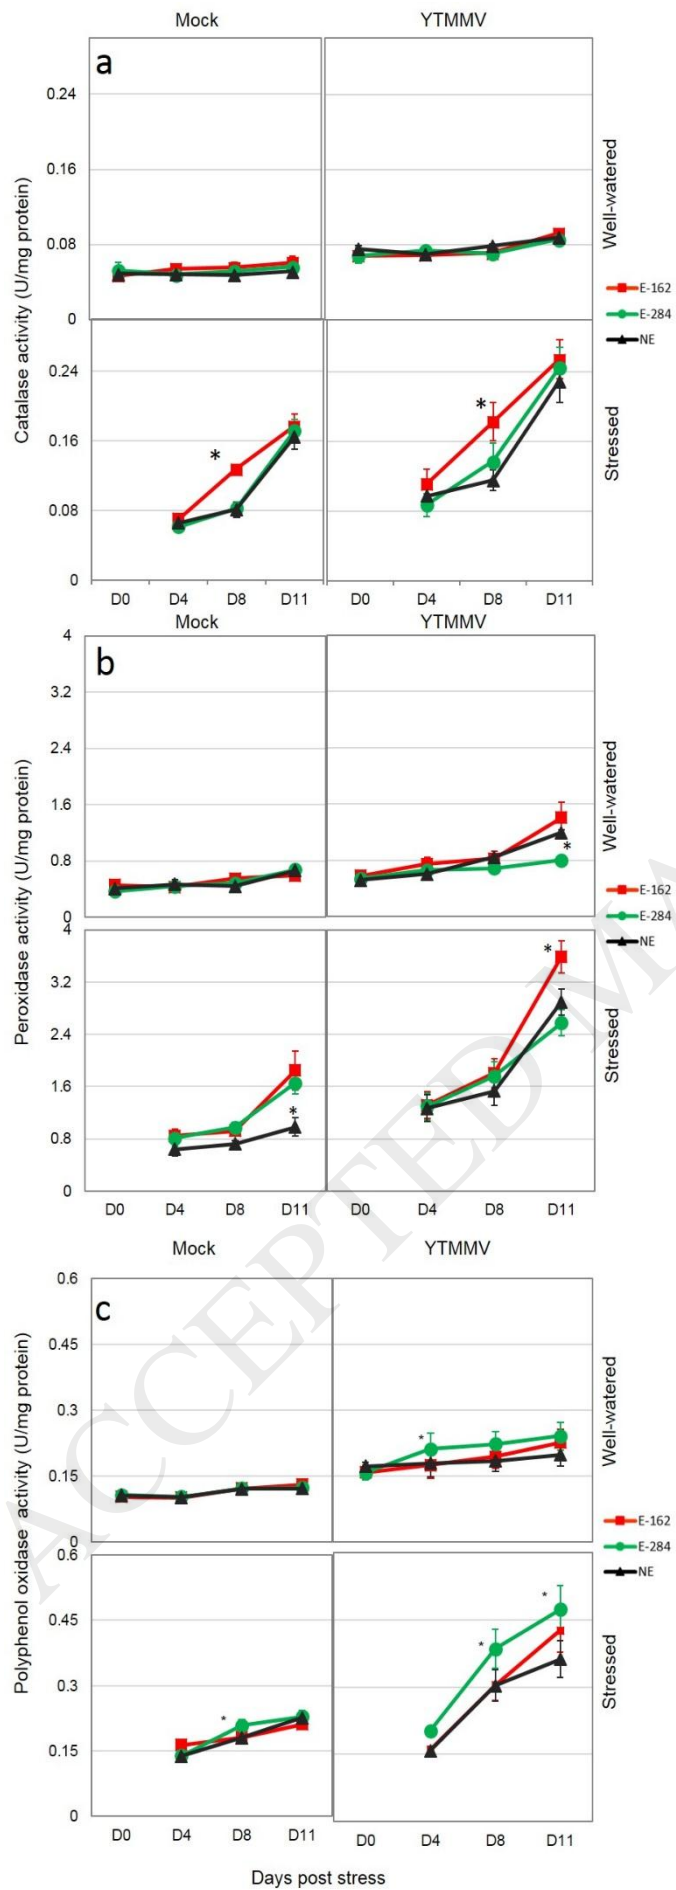 Mock YTMMV
a
Catalase activity (U/mg protein)
0.24
0.16
0.08
0
Well-watered
E-162
E-284
NE
0.24
*
*
0.16
0.08
0
Stressed
D0 D4 D8 D11 D0 D4 D8 D11
Mock YTMMV
b
Peroxidase activity (U/mg protein)
4
3.2
2.4
1.6
0.8
*
0
Well-watered
E-162
E-284
NE
4
*
3.2
2.4
1.6
*
0.8
0
Stressed
D0 D4 D8 D11 D0 D4 D8 D11
Mock YTMMV
c
Polyphenol oxidase activity (U/mg protein)
0.6
0.45
0.3
*
0.15
0
Well-watered
E-162
E-284
NE
0.6
*
0.45
*
0.3
*
0.15
0
Stressed
D0 D4 D8 D11 D0 D4 D8 D11
Days post stress
ACCEPTED MA